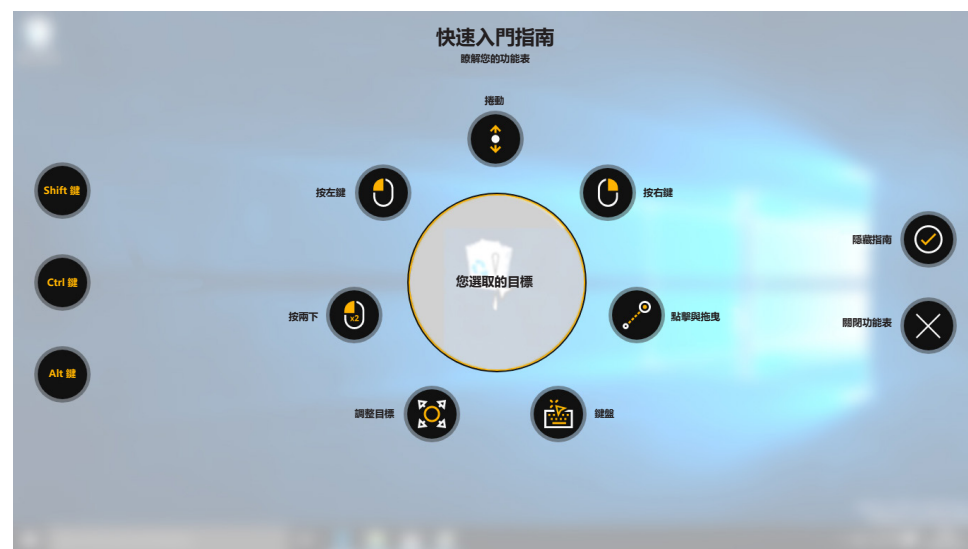 快速入門指南
瞭解您的功能表
捲動
Shift 鍵
按左鍵
按右鍵
隱藏指南
Ctrl 鍵
您選取的目標
按兩下
x2
點擊與拖曳
關閉功能表
Alt 鍵
調整目標
鍵盤